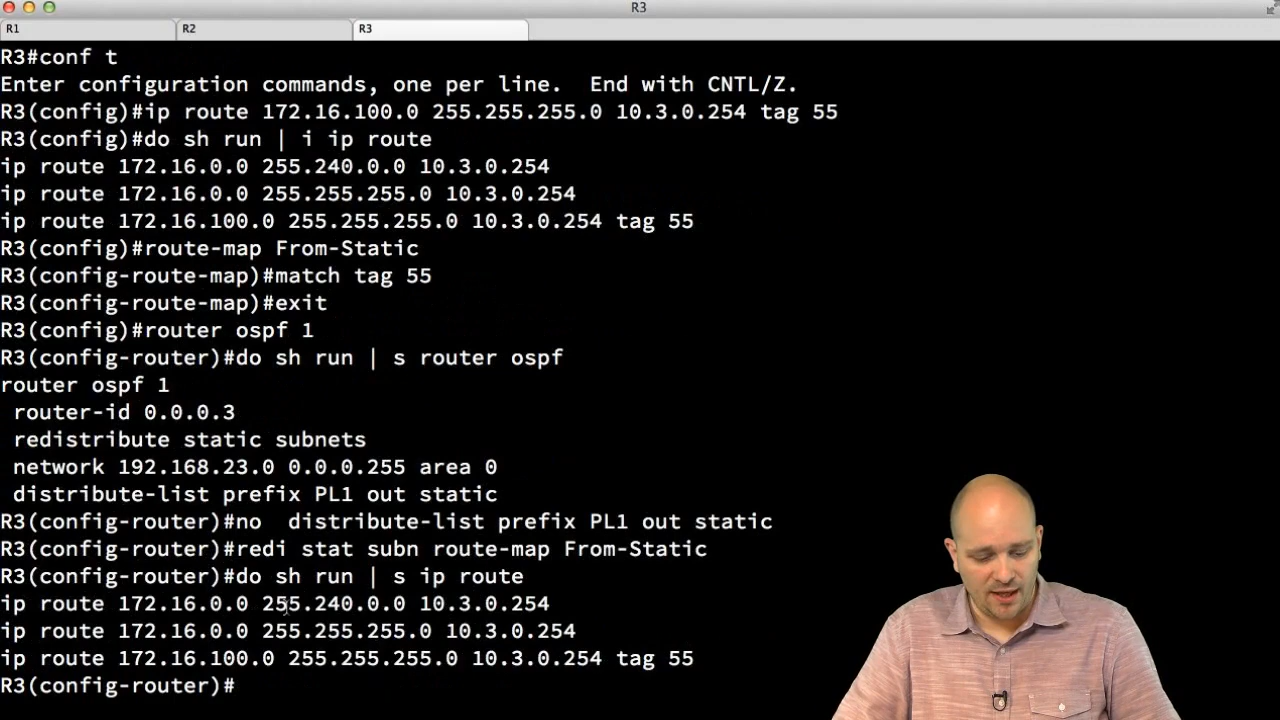 R3
R1
R2
R3
R3#conf t
Enter configuration commands, one per line.  End with CNTL/Z.
R3(config)#ip route 172.16.100.0 255.255.255.0 10.3.0.254 tag 55
R3(config)#do sh run | i ip route
ip route 172.16.0.0 255.240.0.0 10.3.0.254
ip route 172.16.0.0 255.255.255.0 10.3.0.254
ip route 172.16.100.0 255.255.255.0 10.3.0.254 tag 55
R3(config)#route-map From-Static
R3(config-route-map)#match tag 55
R3(config-route-map)#exit
R3(config)#router ospf 1
R3(config-router)#do sh run | s router ospf
router ospf 1
 router-id 0.0.0.3
 redistribute static subnets
 network 192.168.23.0 0.0.0.255 area 0
 distribute-list prefix PL1 out static
R3(config-router)#no  distribute-list prefix PL1 out static
R3(config-router)#redi stat subn route-map From-Static
R3(config-router)#do sh run | s ip route
ip route 172.16.0.0 255.240.0.0 10.3.0.254
ip route 172.16.0.0 255.255.255.0 10.3.0.254
ip route 172.16.100.0 255.255.255.0 10.3.0.254 tag 55
R3(config-router)#